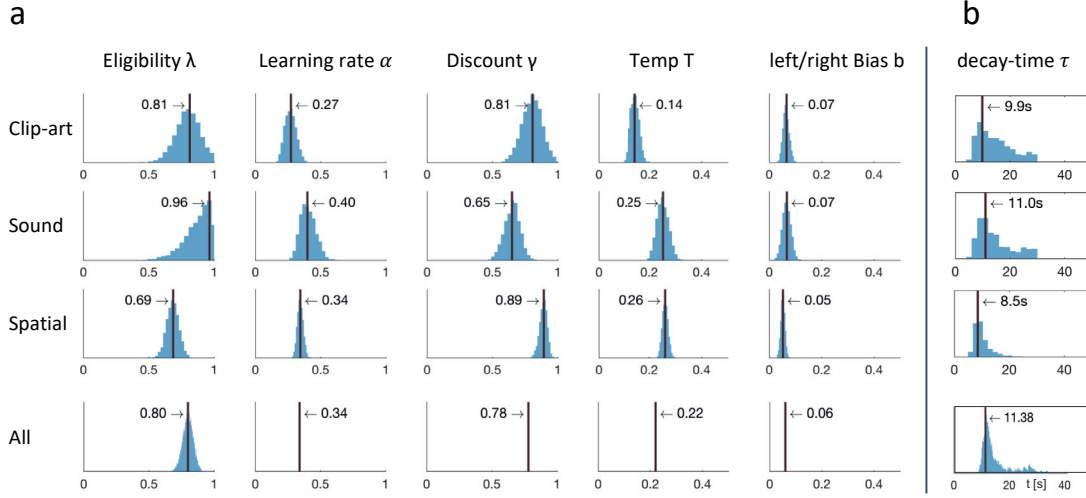 a
b
Eligibility λ
Learning rate α
Discount γ
Temp T
left/right Bias b
decay-time τ
Clip-art
0.81 →
← 0.27
0.81 →
← 0.14
← 0.07
← 9.9s
0 0.5 1
0 0.5 1
0 0.5 1
0 0.2 0.4
0 0.2 0.4
0 20 40
Sound
0.96 →
← 0.40
0.65 →
0.25 →
← 0.07
← 11.0s
0 0.5 1
0 0.5 1
0 0.5 1
0 0.2 0.4
0 0.2 0.4
0 20 40
Spatial
0.69 →
← 0.34
0.89 →
0.26 →
← 0.05
← 8.5s
0 0.5 1
0 0.5 1
0 0.5 1
0 0.2 0.4
0 0.2 0.4
0 20 40
All
0.80 →
← 0.34
0.78 →
← 0.22
← 0.06
← 11.38
0 0.5 1
0 0.5 1
0 0.5 1
0 0.2 0.4
0 0.2 0.4
0 20 t [s] 40